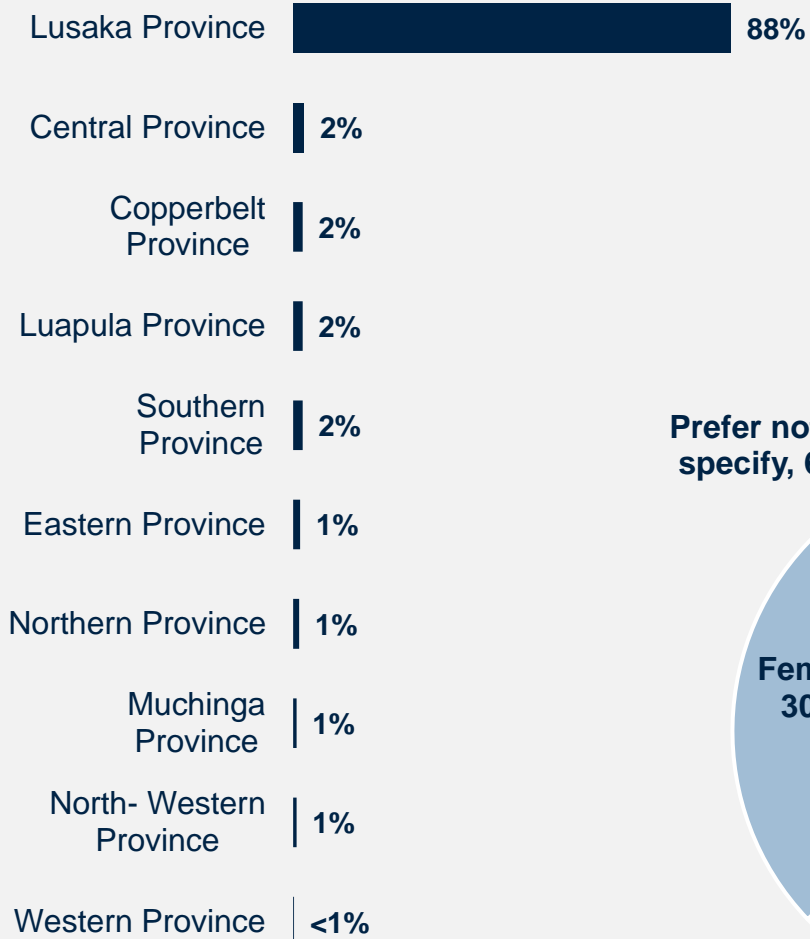 Lusaka Province 88%
Central Province 2%
Copperbelt
Province 2%
Luapula Province 2%
Southern
Province 2%
Eastern Province 1%
Northern Province 1%
Muchinga
Province 1%
North- Western
Province 1%
Western Province <1%
Prefer
specify,
30